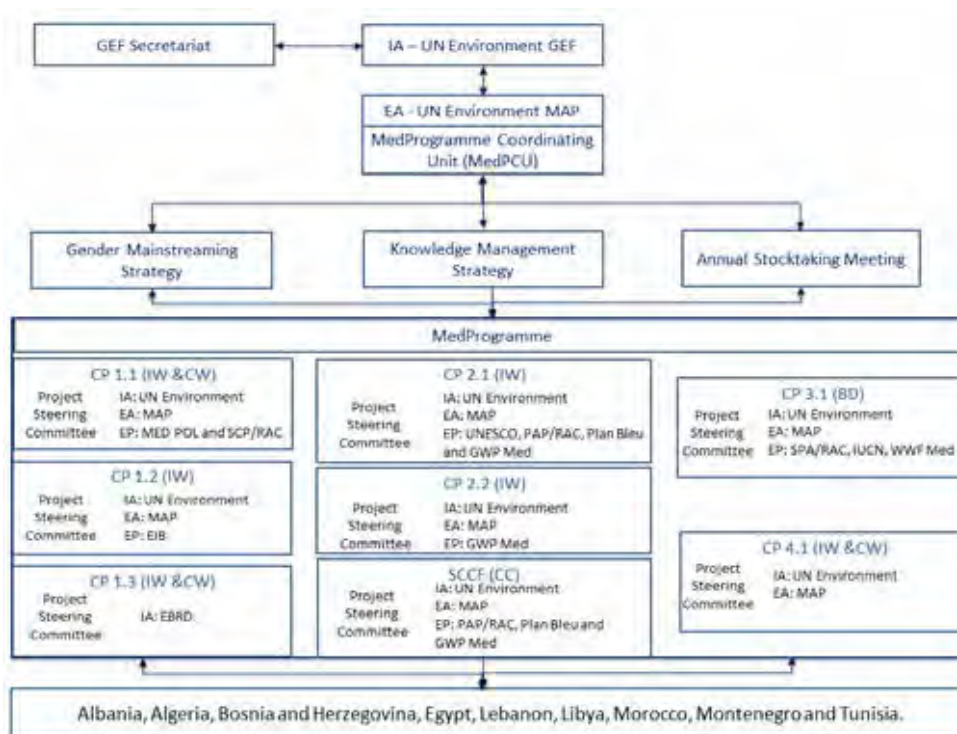 GEF Secretariat
IA – UN Environment GEF
EA - UN Environment MAP
MedProgramme Coordinating
Unit (MedPCU)
Gender Mainstreaming
Strategy
Knowledge Management
Strategy
Annual Stocktaking Meeting
MedProgramme
CP 1.1 (IW &CW)
Project
Steering
Committee
IA: UN Environment
EA: MAP
EP: MED POL and SCP/RAC
CP 1.2 (IW)
Project
Steering
Committee
IA: UN Environment
EA: MAP
EP: EIB
CP 1.3 (IW &CW)
Project
Steering
Committee
IA: EBRD
CP 2.1 (IW)
Project
Steering
Committee
IA: UN Environment
EA: MAP
EP: UNESCO, PAP/RAC, Plan Bleu
and GWP Med
CP 2.2 (IW)
Project
Steering
Committee
IA: UN Environment
EA: MAP
EP: GWP Med
SCCF (CC)
Project
Steering
Committee
IA: UN Environment
EA: MAP
EP: PAP/RAC, Plan Bleu and
GWP Med
CP 3.1 (BD)
Project
Steering
Committee
IA: UN Environment
EA: MAP
EP: SPA/RAC, IUCN, WWF Med
CP 4.1 (IW &CW)
Project
Steering
Committee
IA: UN Environment
EA: MAP
Albania, Algeria, Bosnia and Herzegovina, Egypt, Lebanon, Libya, Morocco, Montenegro and Tunisia.